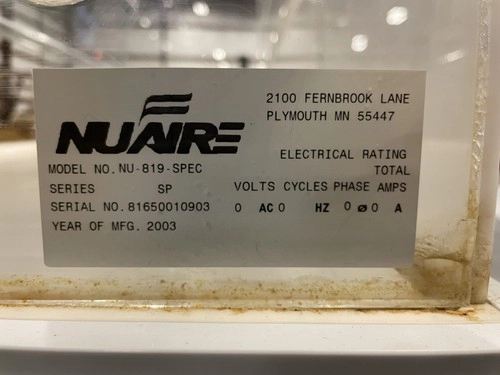 NUAIRE
2100 FERNBROOK LANE
PLYMOUTH MN 55447
ELECTRICAL RATING
MODEL NO. NU-819-SPEC TOTAL
SERIES SP VOLTS CYCLES PHASE AMPS
SERIAL NO. 81650010903 0 AC 0 HZ 0 ø 0 A
YEAR OF MFG. 2003